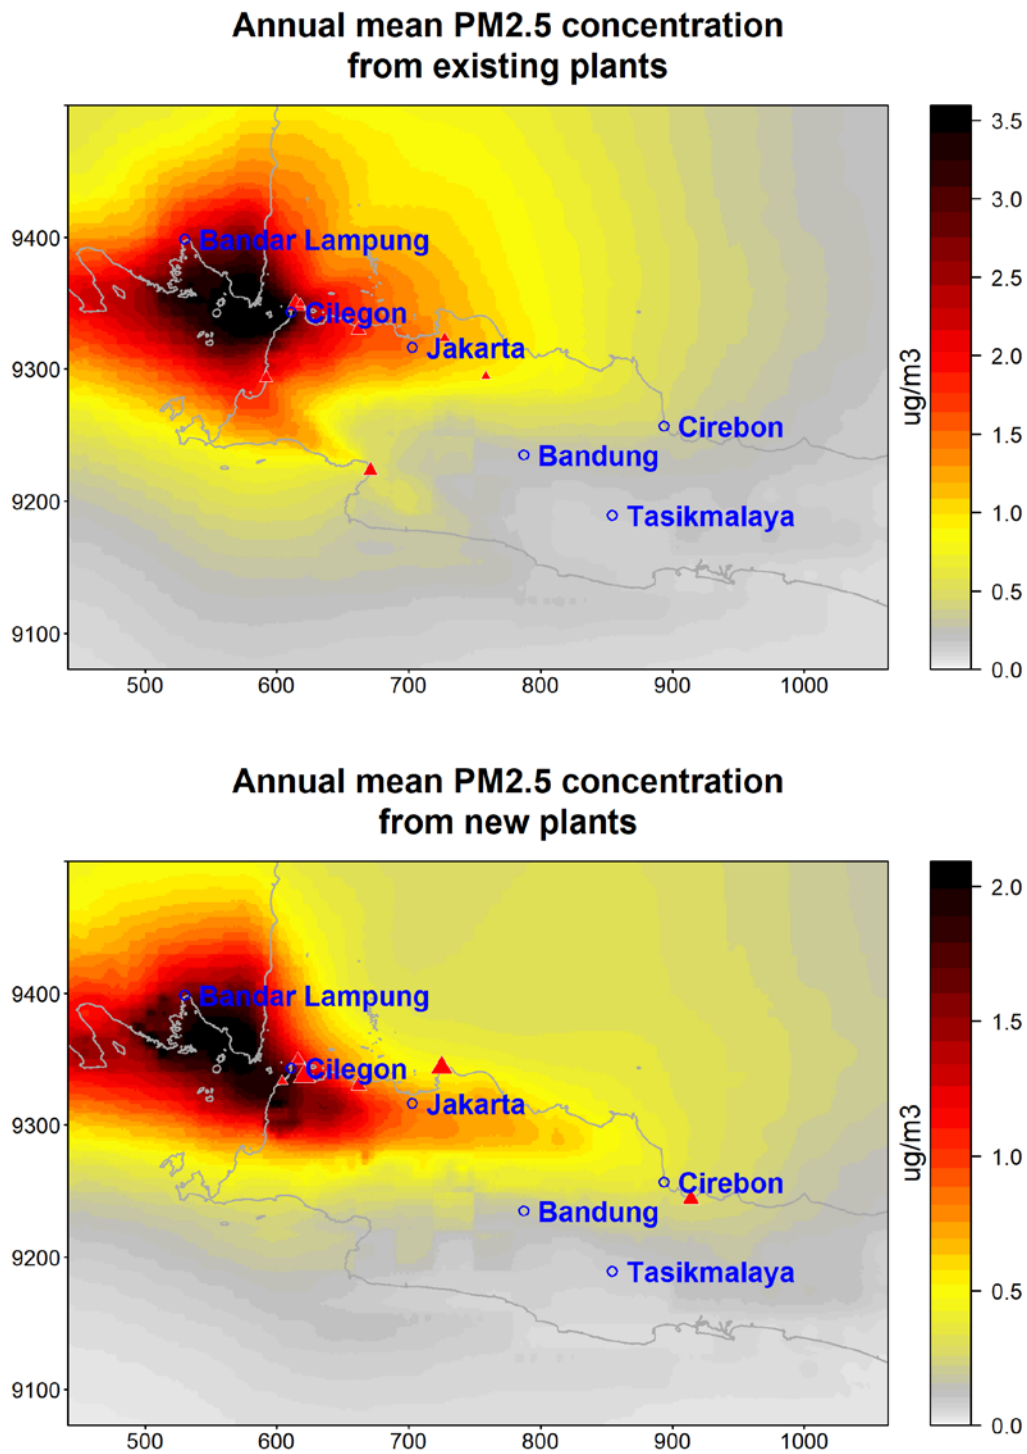 Annual mean PM2.5 concentration
from existing plants
3.5
3.0
2.5
2.0
1.5
1.0
0.5
0.0
ug/m3
9400
9300
9200
9100
Bandar Lampung
Cilegon
Jakarta
Cirebon
Bandung
Tasikmalaya
500 600 700 800 900 1000
Annual mean PM2.5 concentration
from new plants
2.0
1.5
1.0
0.5
0.0
ug/m3
9400
9300
9200
9100
Bandar Lampung
Cilegon
Jakarta
Cirebon
Bandung
Tasikmalaya
500 600 700 800 900 1000